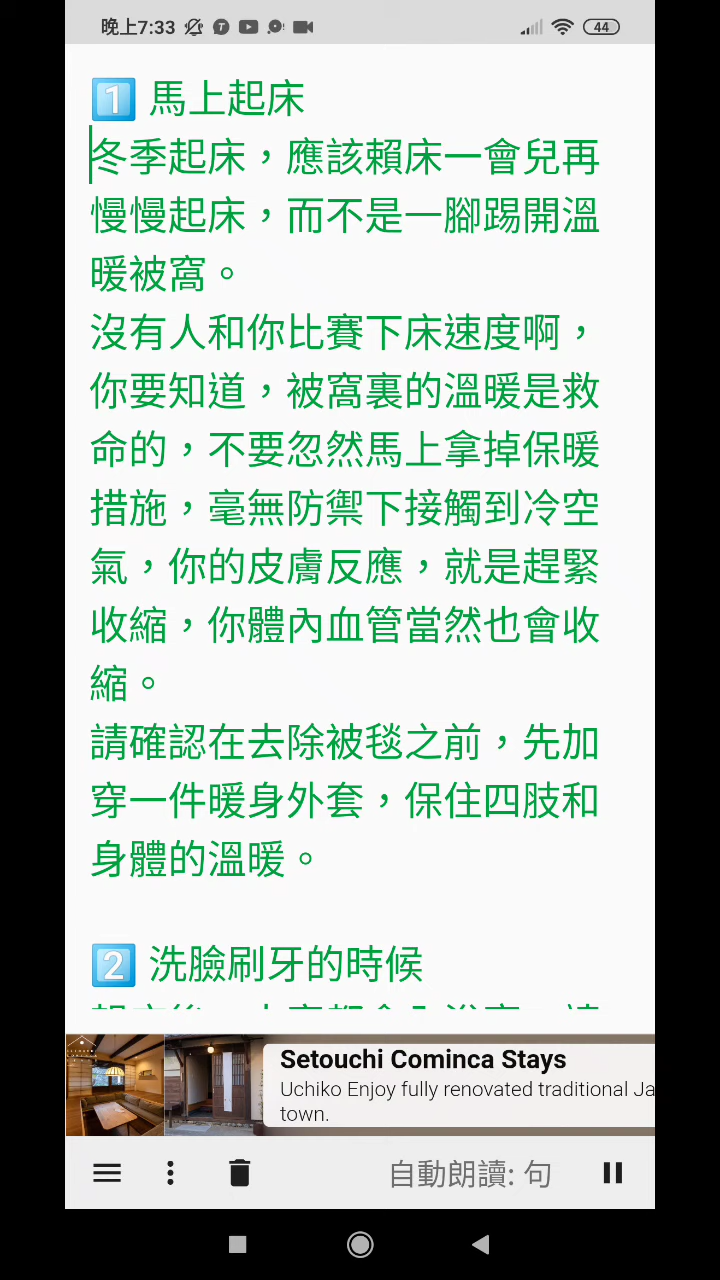 晚上7:33
44
1 馬上起床
冬季起床，應該賴床一會兒再
慢慢起床，而不是一腳踢開溫
暖被窩。
沒有人和你比賽下床速度啊，
你要知道，被窩裏的溫暖是救
命的，不要忽然馬上拿掉保暖
措施，毫無防禦下接觸到冷空
氣，你的皮膚反應，就是趕緊
收縮，你體內血管當然也會收
縮。
請確認在去除被毯之前，先加
穿一件暖身外套，保住四肢和
身體的溫暖。
2 洗臉刷牙的時候
Setouchi Cominca Stays
Uchiko Enjoy fully renovated traditional Ja
town.
自動朗讀: 句